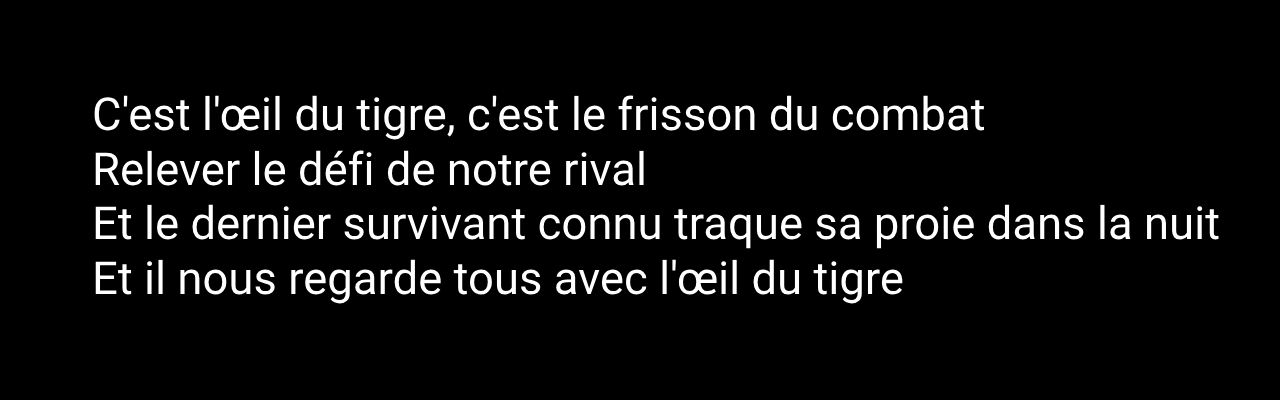 C'est l'œil du tigre, c'est le frisson du combat
Relever le défi de notre rival
Et le dernier survivant connu traque sa proie dans la nuit
Et il nous regarde tous avec l'œil du tigre